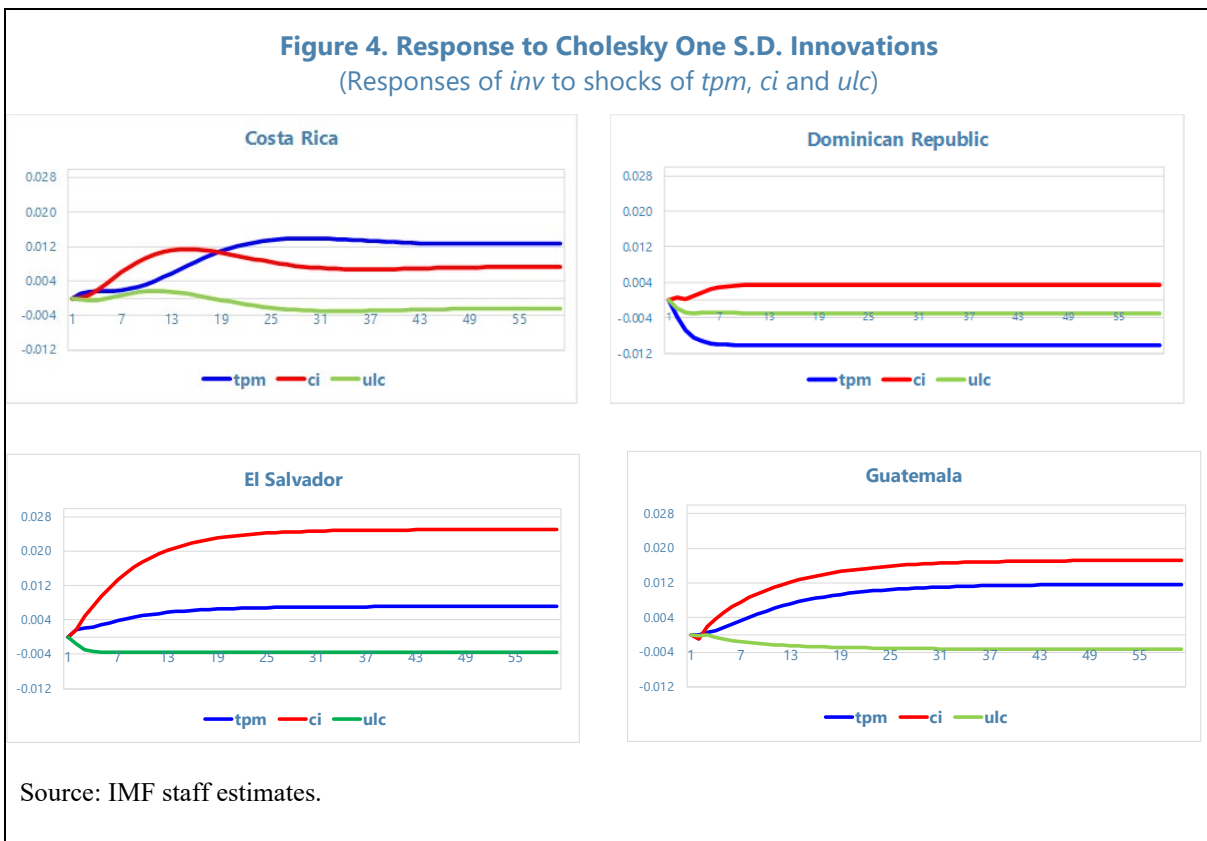 Figure 4. Response to Cholesky One S.D. Innovations
(Responses of inv to shocks of tpm, ci and ulc)
Costa Rica
0.028
0.020
0.012
0.004
-0.004
-0.012
1 7 13 19 25 31 37 43 49 55
tpm ci ulc
Dominican Republic
0.028
0.020
0.012
0.004
-0.004
-0.012
1 7 13 19 25 31 37 43 49 55
tpm ci ulc
El Salvador
0.028
0.020
0.012
0.004
-0.004
-0.012
1 7 13 19 25 31 37 43 49 55
tpm ci ulc
Guatemala
0.028
0.020
0.012
0.004
-0.004
-0.012
1 7 13 19 25 31 37 43 49 55
tpm ci ulc
Source: IMF staff estimates.